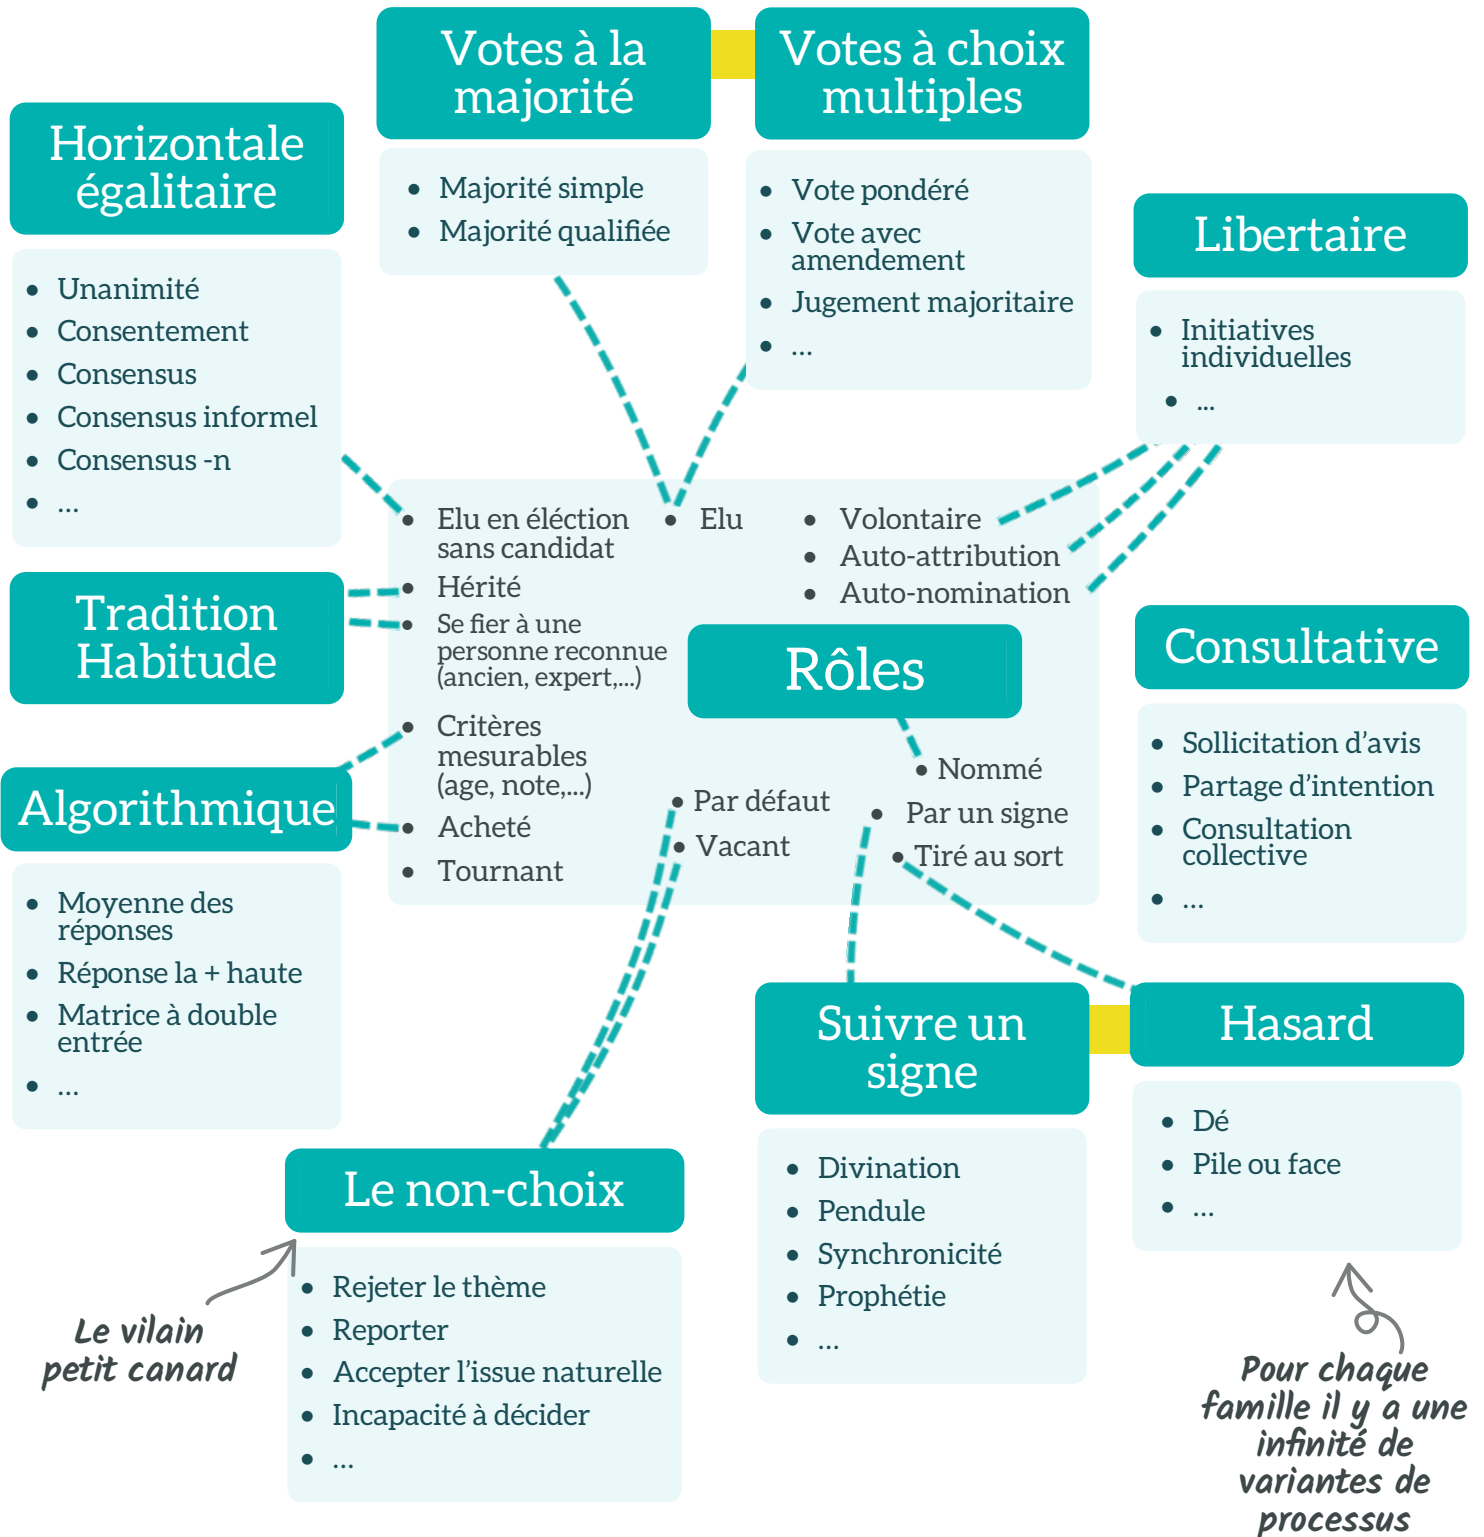 Votes à la
majorité
• Majorité simple
• Majorité qualifiée
Votes à choix
multiples
• Vote pondéré
• Vote avec
amendement
• Jugement majoritaire
• ...
Horizontale
égalitaire
• Unanimité
• Consentement
• Consensus
• Consensus informel
• Consensus -n
• ...
Libertaire
• Initiatives
individuelles
• ...
• Elu en éléction
sans candidat
• Hérité
• Se fier à une
personne reconnue
(ancien, expert,...)
• Critères
mesurables
(age, note,...)
• Acheté
• Tournant
• Elu
• Volontaire
• Auto-attribution
• Auto-nomination
Rôles
• Nommé
• Par un signe
• Tiré au sort
• Par défaut
• Vacant
Tradition
Habitude
Algorithmique
• Moyenne des
réponses
• Réponse la + haute
• Matrice à double
entrée
• ...
Consultative
• Sollicitation d’avis
• Partage d’intention
• Consultation
collective
• ...
Suivre un
signe
• Divination
• Pendule
• Synchronicité
• Prophétie
• ...
Hasard
• Dé
• Pile ou face
• ...
Le non-choix
• Rejeter le thème
• Reporter
• Accepter l’issue naturelle
• Incapacité à décider
• ...
Le vilain
petit canard
Pour chaque
famille il y a une
infinité de
variantes de
processus